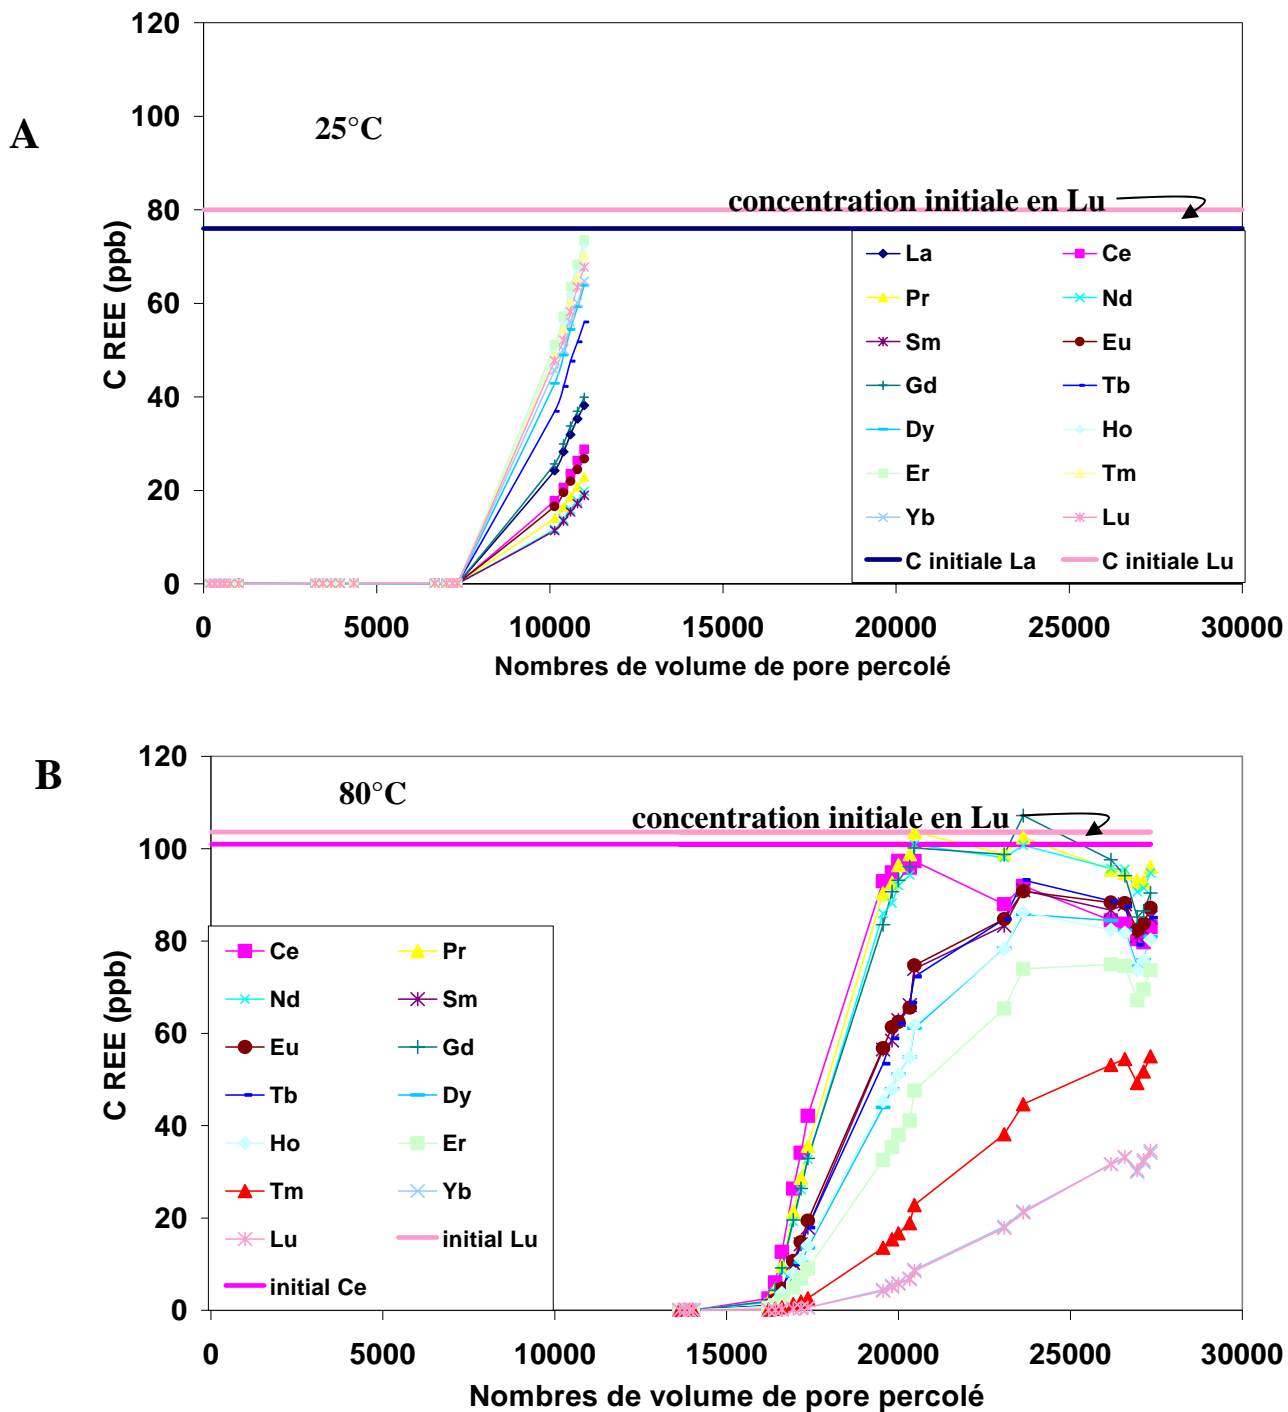 A
25°C
120
100
80
60
40
20
0
C REE (ppb)
concentration initiale en Lu
La Ce
Pr Nd
Sm Eu
Gd Tb
Dy Ho
Er Tm
Yb Lu
C initiale La C initiale Lu
0 5000 10000 15000 20000 25000 30000
Nombres de volume de pore percolé
B
80°C
120
100
80
60
40
20
0
C REE (ppb)
concentration initiale en Lu
Ce Pr
Nd Sm
Eu Gd
Tb Dy
Ho Er
Tm Yb
Lu initial Lu
initial Ce
0 5000 10000 15000 20000 25000 30000
Nombres de volume de pore percolé